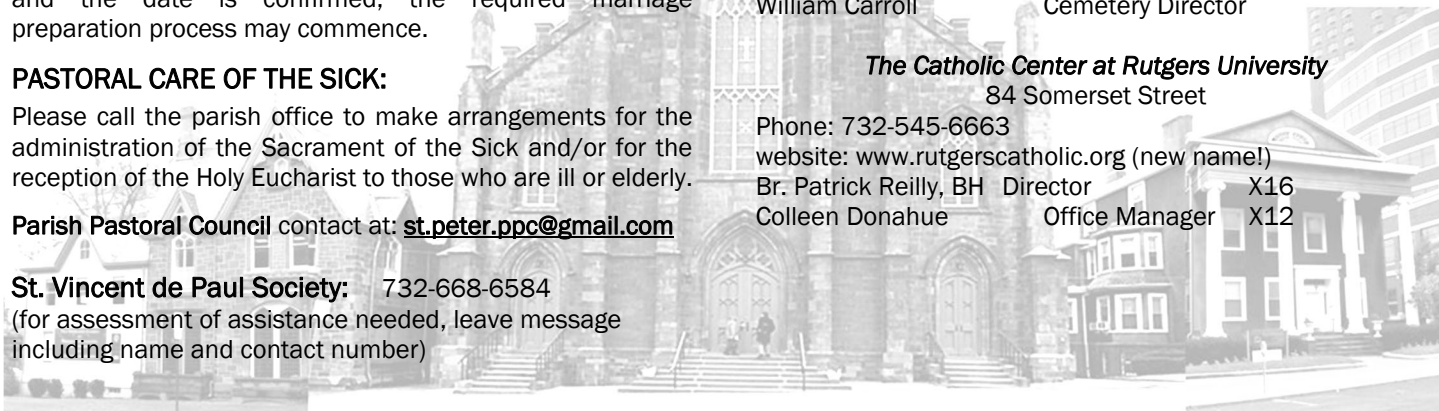 and the date is confirmed, the required marriage
preparation process may commence.
PASTORAL CARE OF THE SICK:
Please call the parish office to make arrangements for the
administration of the Sacrament of the Sick and/or for the
reception of the Holy Eucharist to those who are ill or elderly.
Parish Pastoral Council contact at: st.peter.ppc@gmail.com
St. Vincent de Paul Society: 732-668-6584
(for assessment of assistance needed, leave message
including name and contact number)
William Carroll Cemetery Director
The Catholic Center at Rutgers University
84 Somerset Street
Phone: 732-545-6663
website: www.rutgerscatholic.org (new name!)
Br. Patrick Reilly, BH Director X16
Colleen Donahue Office Manager X12